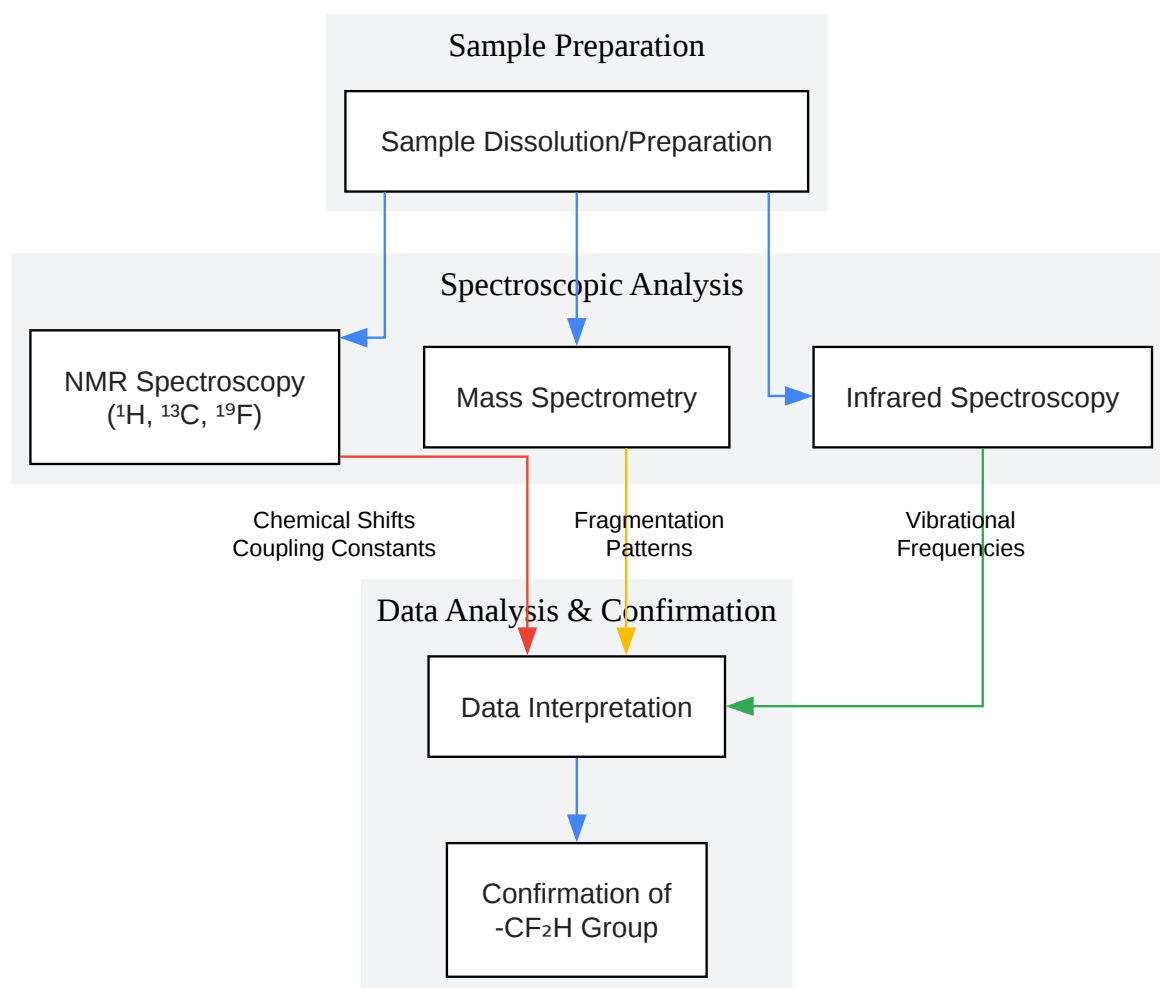 Sample Preparation
Sample Dissolution/Preparation
Spectroscopic Analysis
NMR Spectroscopy
(¹H, ¹³C, ¹⁹F)
Mass Spectrometry
Infrared Spectroscopy
Chemical Shifts
Coupling Constants
Fragmentation
Patterns
Vibrational
Frequencies
Data Analysis & Confirmation
Data Interpretation
Confirmation of
-CF₂H Group